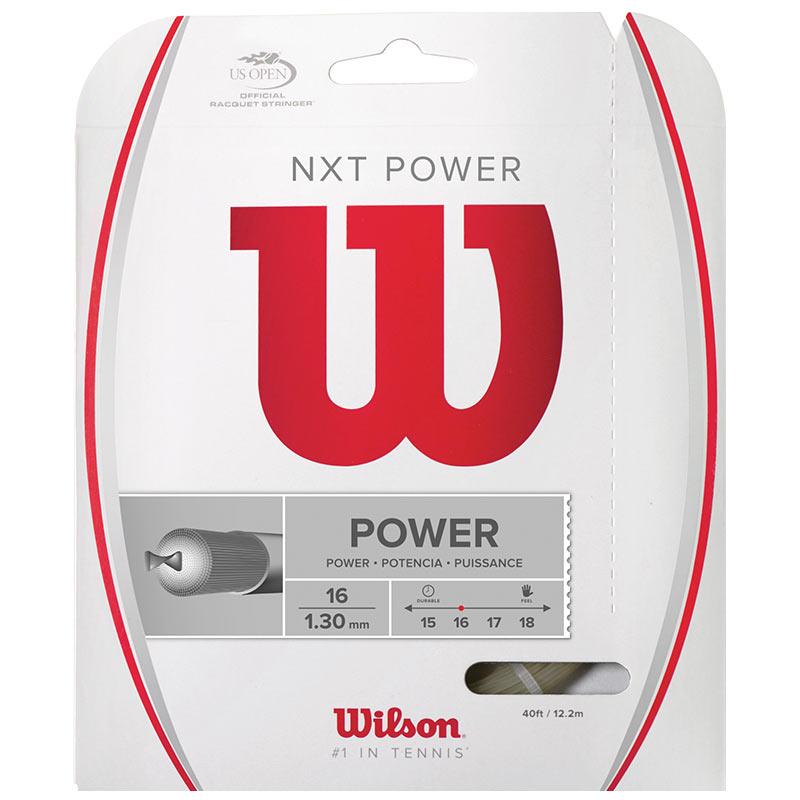 US OPEN
OFFICIAL
RACQUET STRINGER
NXT POWER
W
POWER
POWER • POTENCIA • PUISSANCE
16
1.30 mm
DURABLE FEEL
15 16 17 18
40ft / 12.2m
Wilson
#1 IN TENNIS